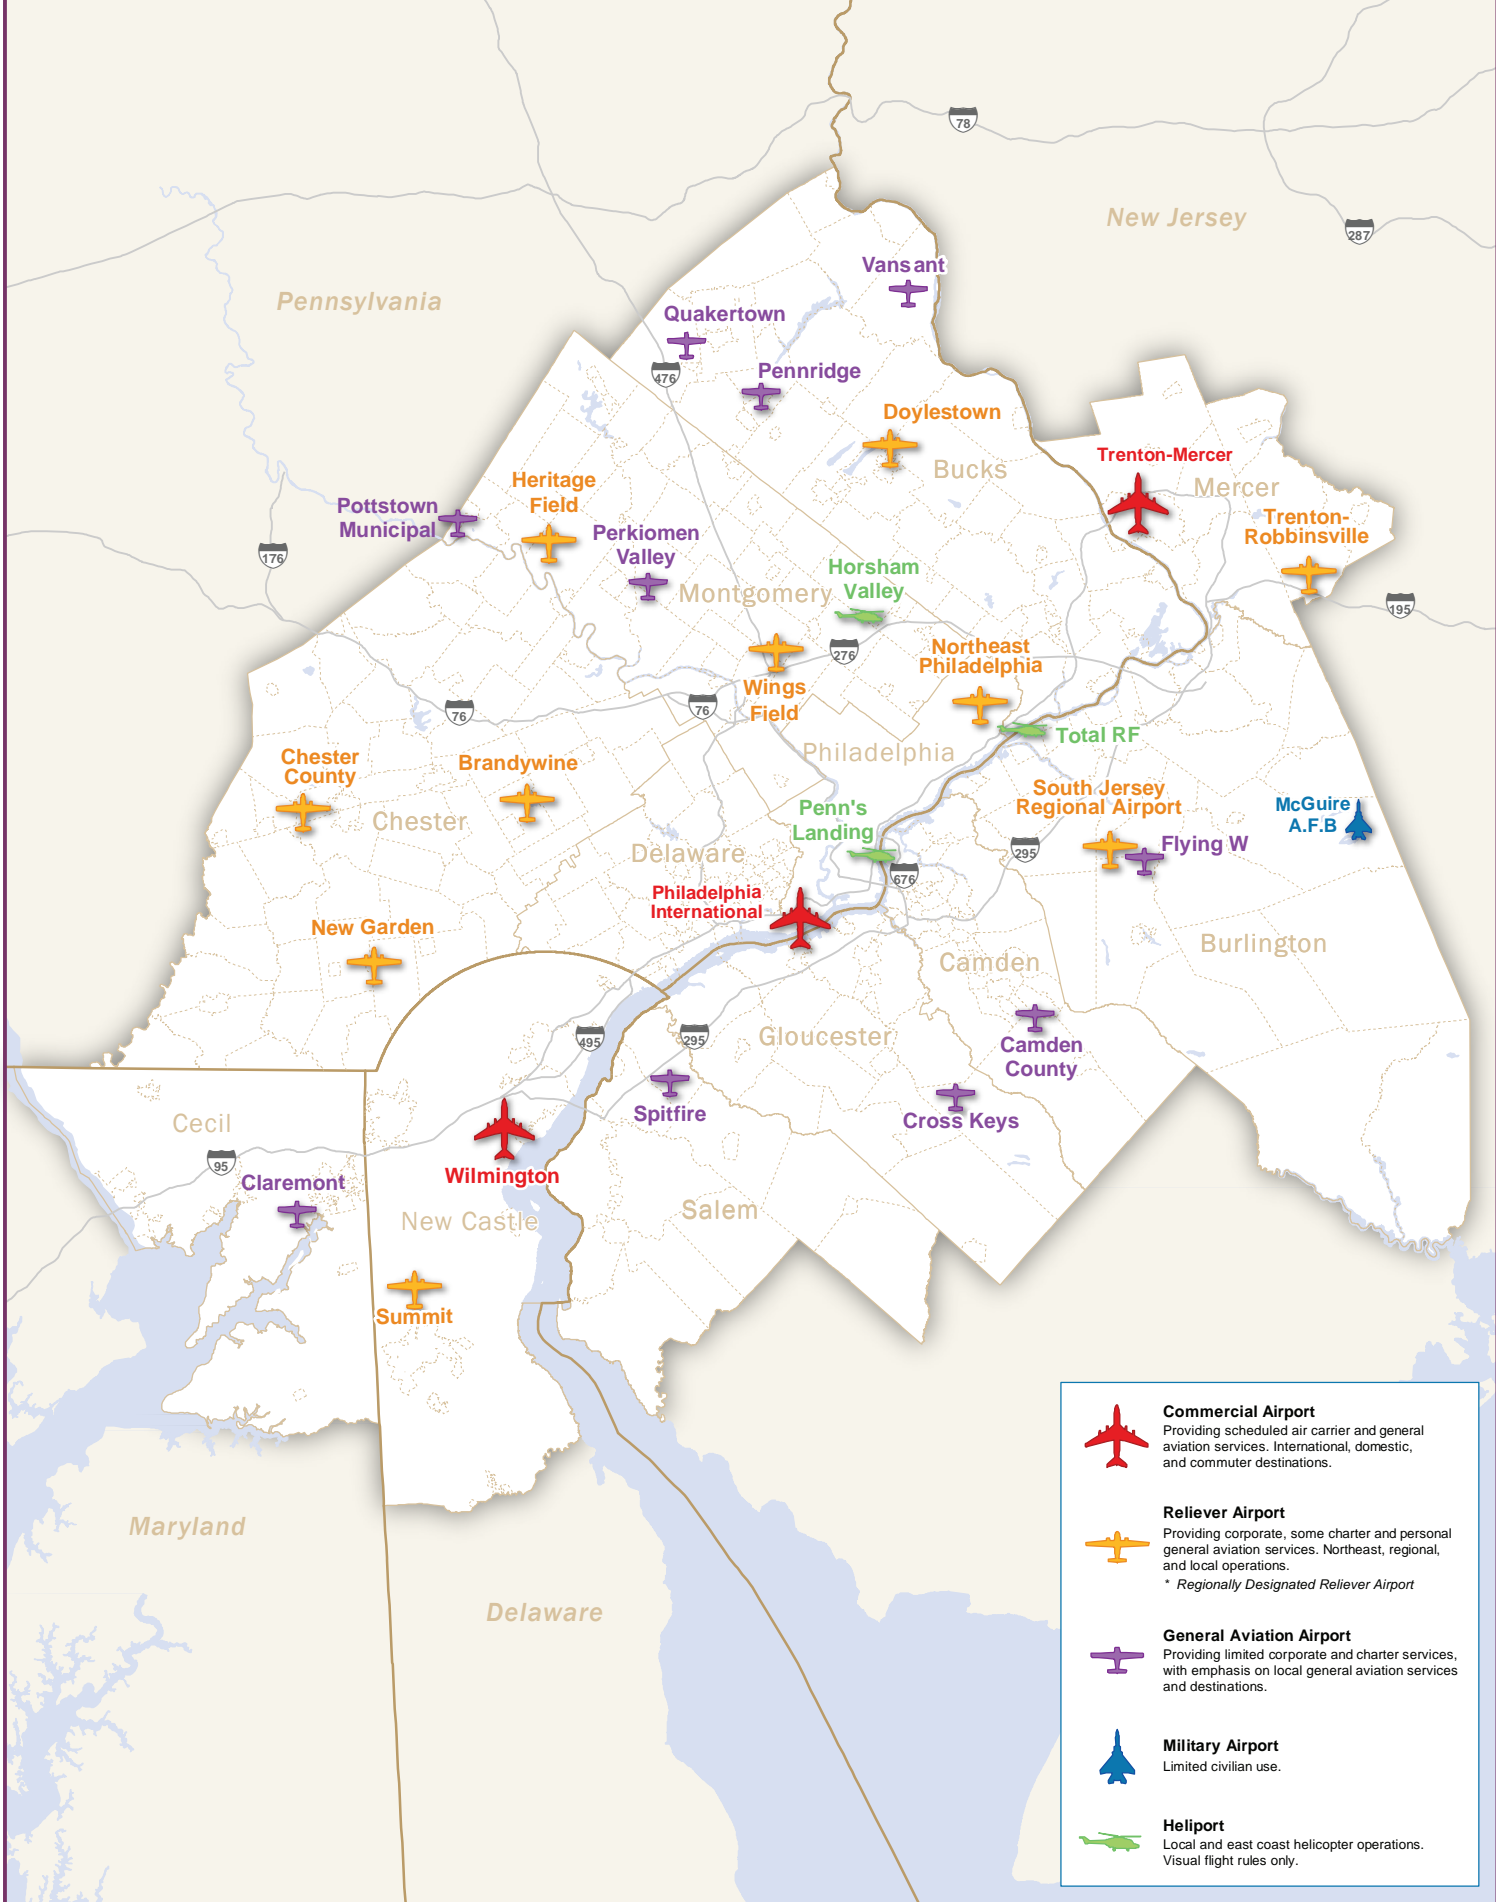 78
New Jersey
287
Vansant
Pennsylvania
Quakertown
476
Pennridge
Doylestown
Bucks
Trenton-Mercer
Mercer
Heritage
Field
Pottstown
Municipal
Perkiomen
Valley
Trenton-
Robbinsville
176
Horsham
Valley
Montgomery
195
276
Northeast
Philadelphia
Wings
Field
76
76
Total RF
Philadelphia
Chester
County
Brandywine
Chester
South Jersey
Regional Airport
McGuire
A.F.B
Penn's
Landing
295
Flying W
Delaware
676
Philadelphia
International
New Garden
Burlington
Camden
495
295
Gloucester
Camden
County
Spitfire
Cross Keys
Cecil
95
Wilmington
Claremont
New Castle
Salem
Summit
Maryland
Delaware
Commercial Airport
Providing scheduled air carrier and general
aviation services. International, domestic,
and commuter destinations.
Reliever Airport
Providing corporate, some charter and personal
general aviation services. Northeast, regional,
and local operations.
* Regionally Designated Reliever Airport
General Aviation Airport
Providing limited corporate and charter services,
with emphasis on local general aviation services
and destinations.
Military Airport
Limited civilian use.
Heliport
Local and east coast helicopter operations.
Visual flight rules only.